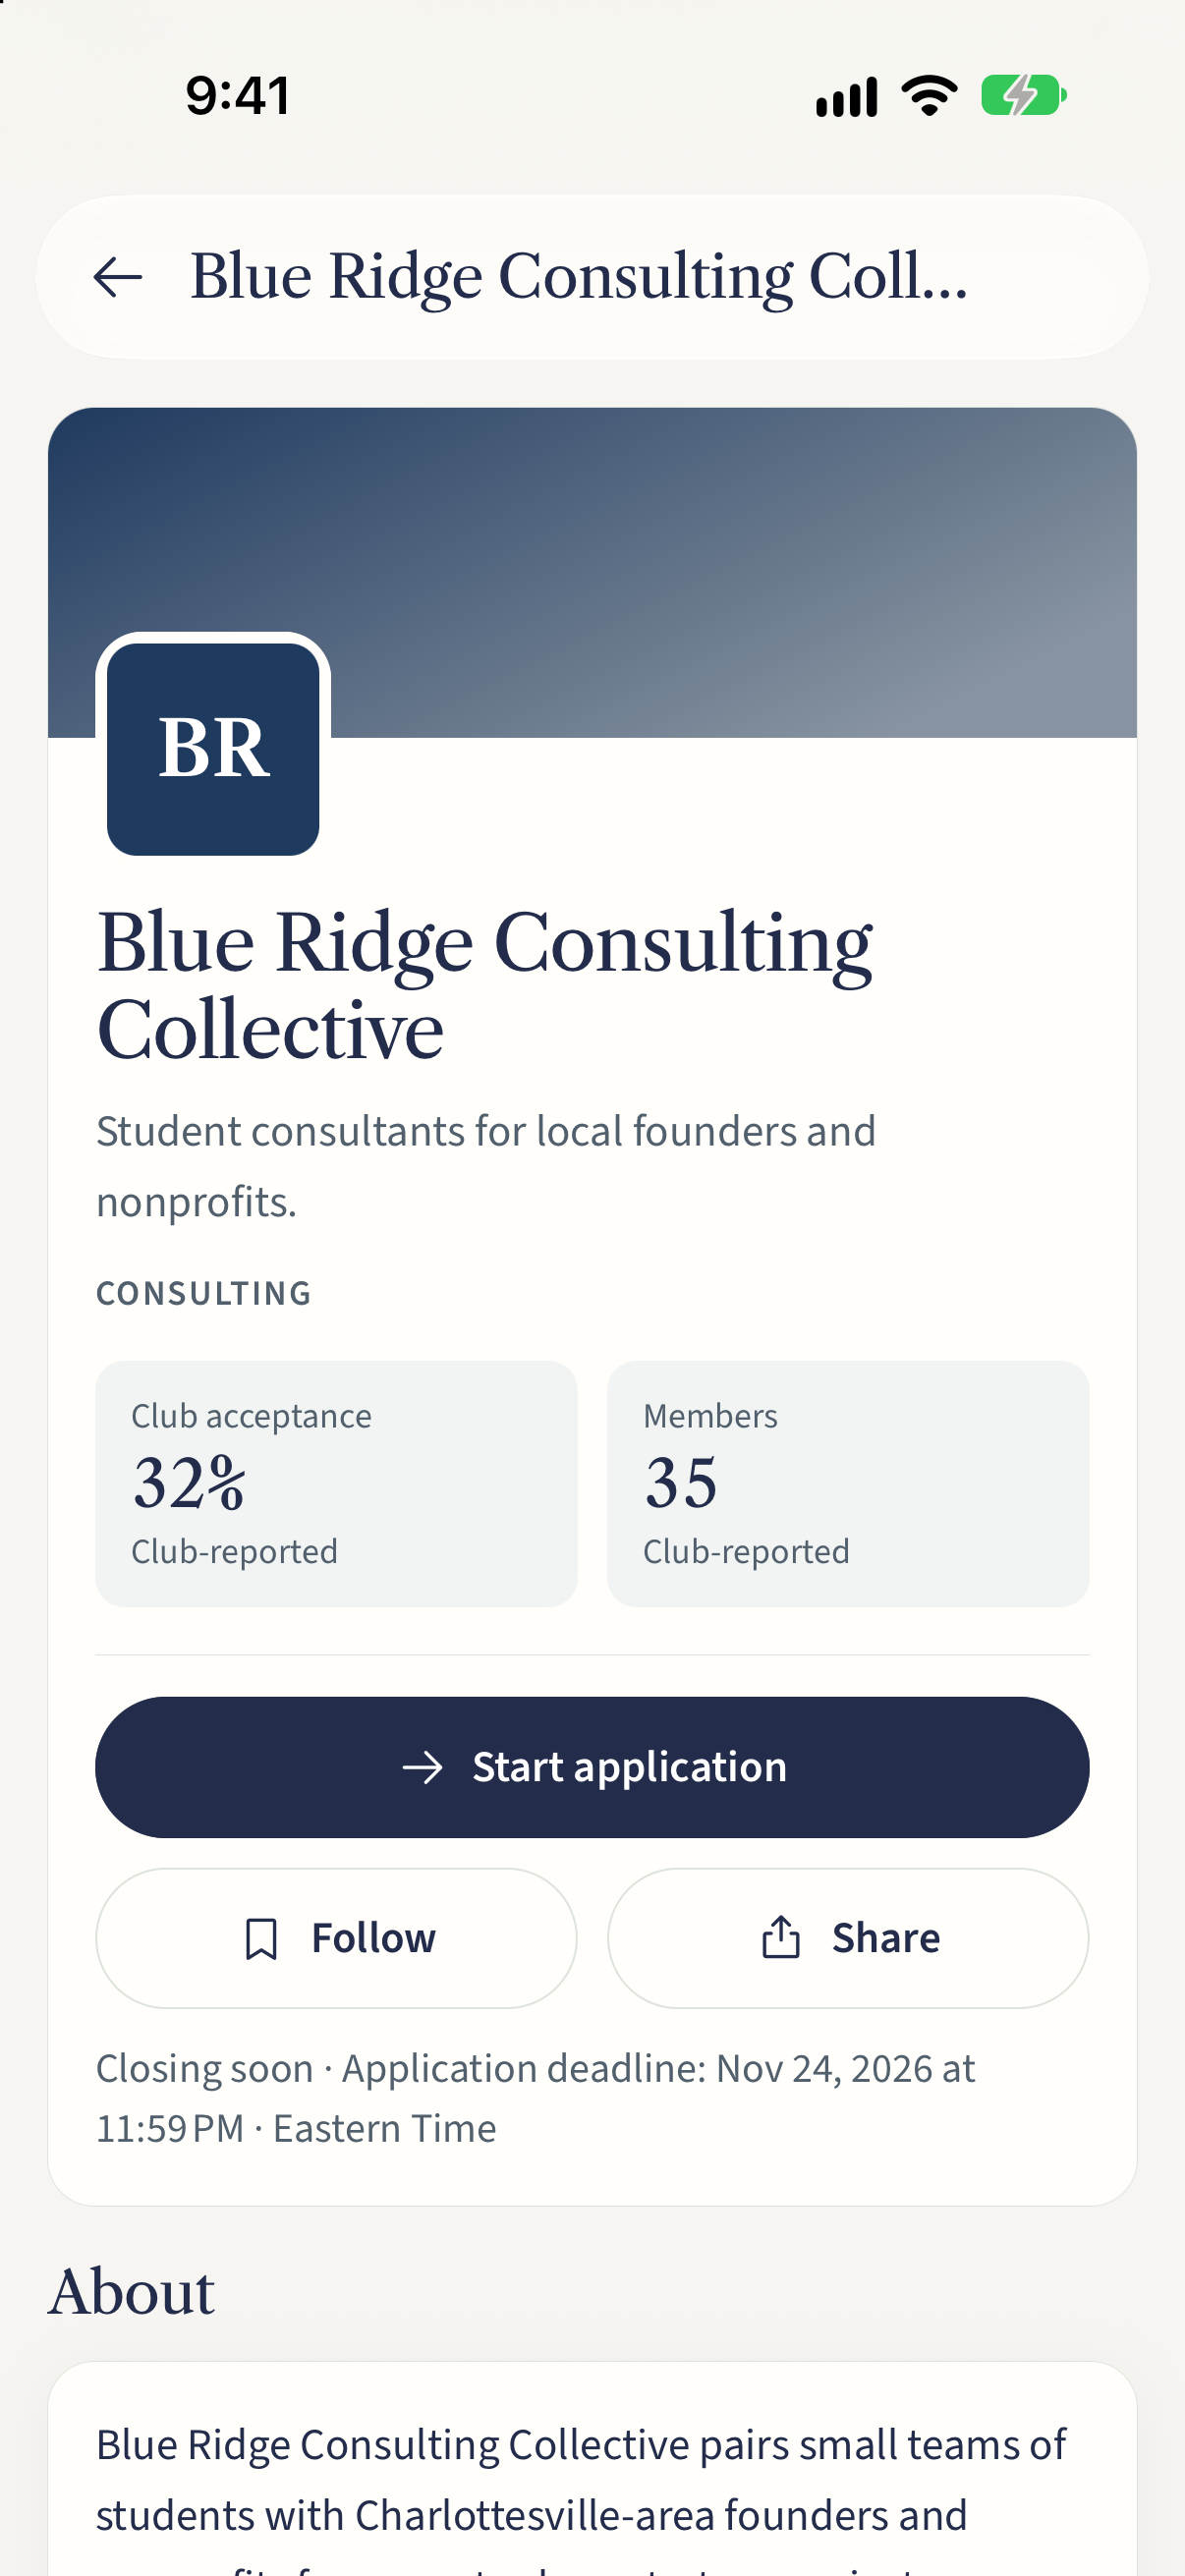 9:41
Blue Ridge Consulting Coll...
BR
Blue Ridge Consulting
Collective
Student consultants for local founders and
nonprofits.
CONSULTING
Club acceptance
32%
Club-reported
Members
35
Club-reported
Start application
Follow
Share
Closing soon · Application deadline: Nov 24, 2026 at
11:59 PM · Eastern Time
About
Blue Ridge Consulting Collective pairs small teams of
students with Charlottesville-area founders and